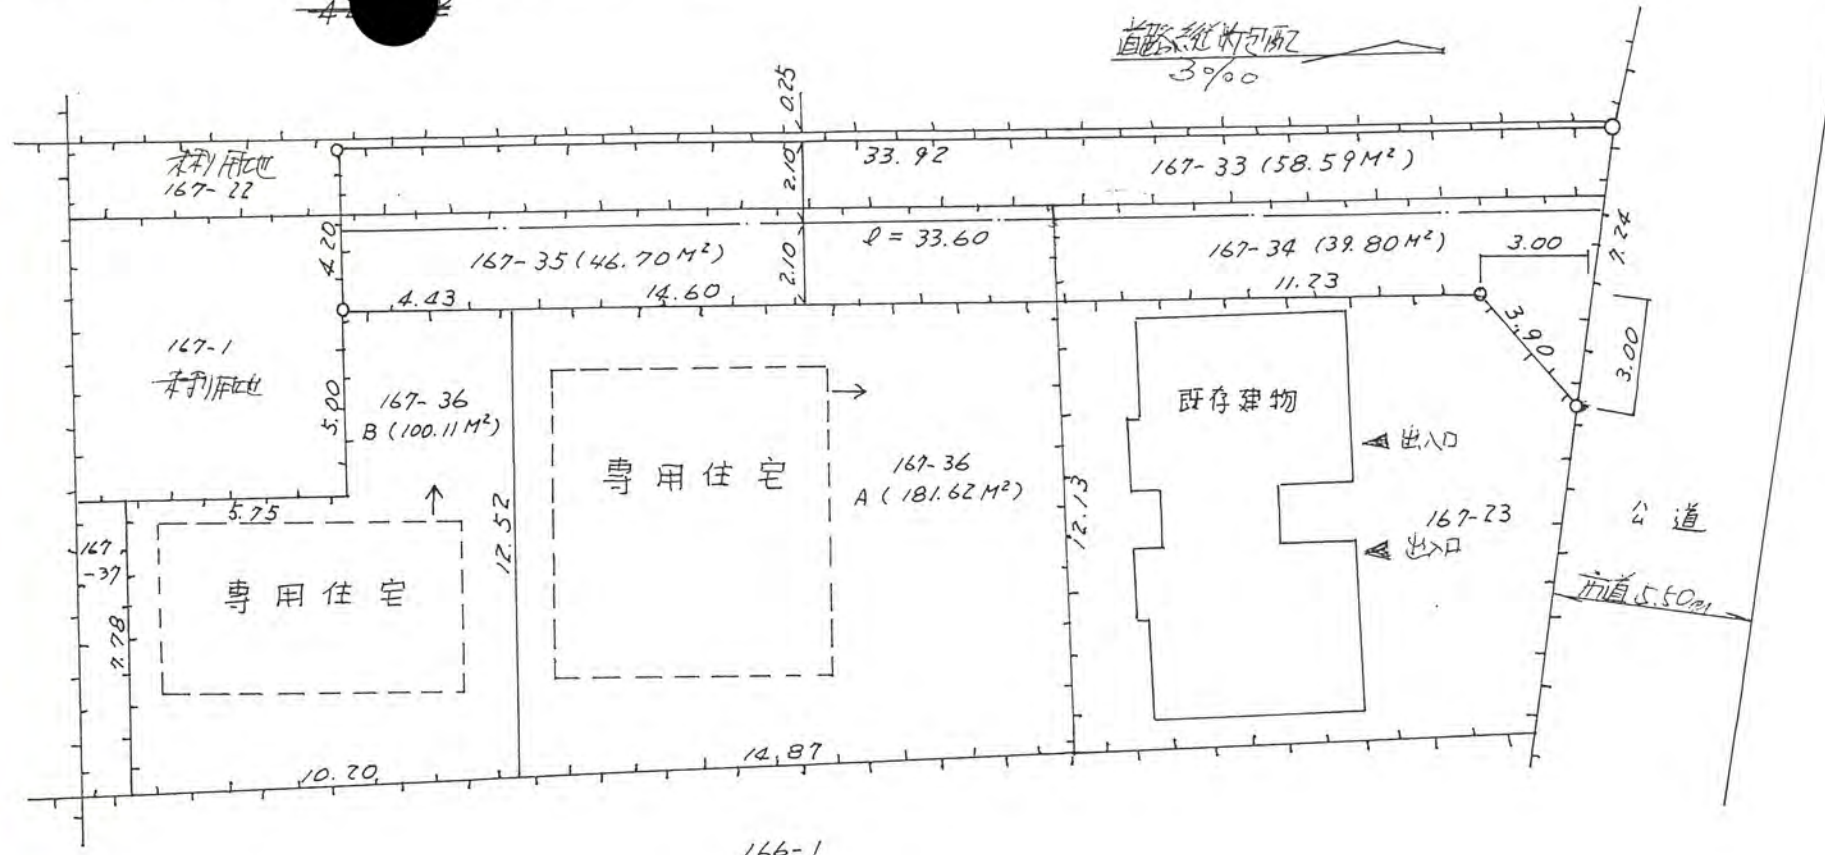 道路縦断勾配
3‰
0.25
2.10
33.92
167-33 (58.59M²)
未利用地
167-22
4.20
167-35 (46.70M²)
2.10
ℓ = 33.60
167-34 (39.80M²)
3.00
7.24
4.43
14.60
11.23
3.90
3.00
167-1
未利用地
5.00
167-36
B (100.11M²)
専用住宅
167-36
A (181.62M²)
既存建物
出入口
出入口
167-23
公道
市道5.50m
5.75
12.52
12.13
167
-37
専用住宅
7.78
10.20
14.87
166-1